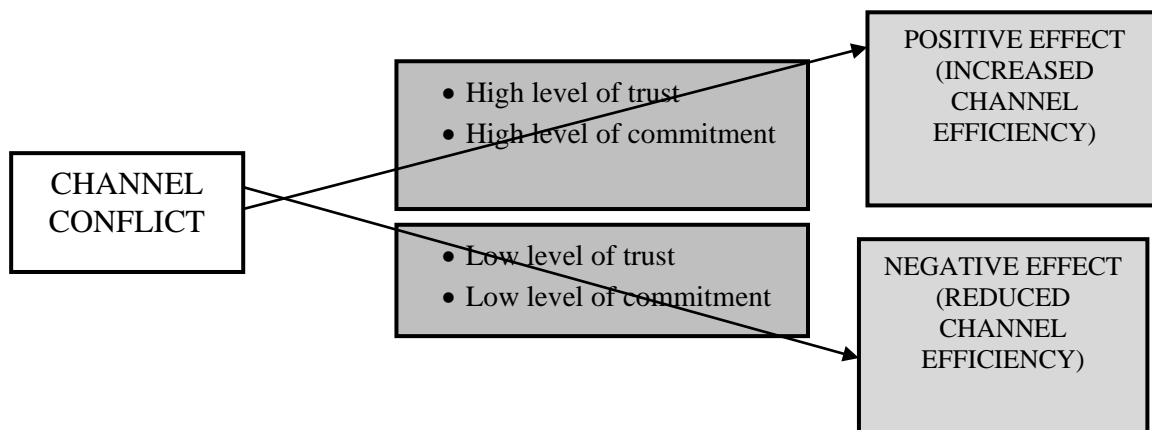 CHANNEL
CONFLICT
• High level of trust
• High level of commitment
• Low level of trust
• Low level of commitment
POSITIVE EFFECT
(INCREASED
CHANNEL
EFFICIENCY)
NEGATIVE EFFECT
(REDUCED
CHANNEL
EFFICIENCY)